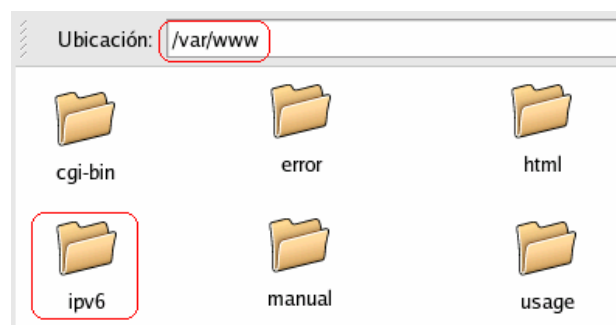 Ubicación: /var/www
cgi-bin error html
ipv6 manual usage